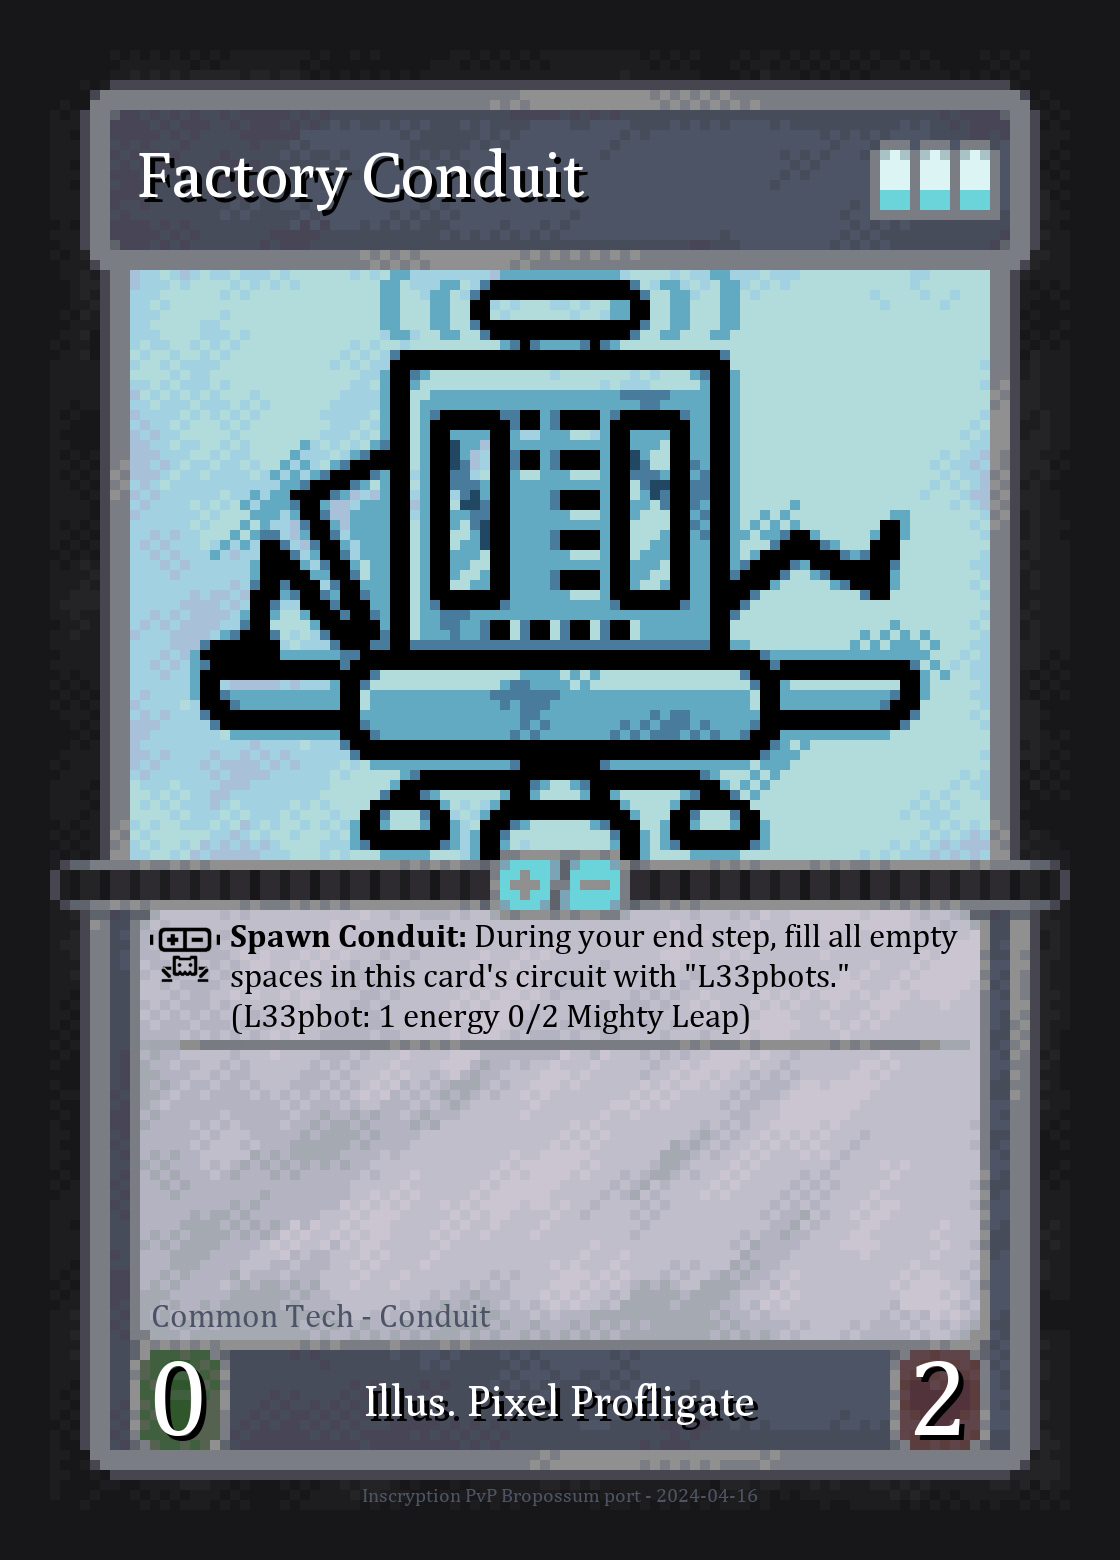 Factory Conduit
Spawn Conduit: During your end step, fill all empty
spaces in this card's circuit with "L33pbots."
(L33pbot: 1 energy 0/2 Mighty Leap)
Common Tech - Conduit
0
Illus. Pixel Profligate
2
Inscryption PvP Bropossum port - 2024-04-16